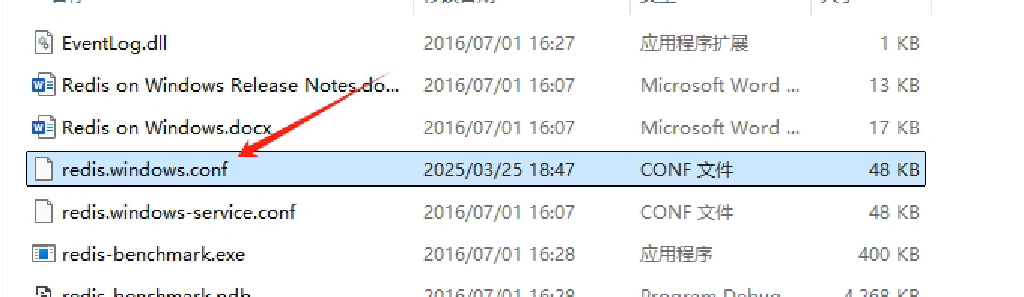 EventLog.dll 2016/07/01 16:27 应用程序扩展 1 KB
Redis on Windows Release Notes.do... 2016/07/01 16:07 Microsoft Word ... 13 KB
Redis on Windows.docx 2016/07/01 16:07 Microsoft Word ... 17 KB
redis.windows.conf 2025/03/25 18:47 CONF 文件 48 KB
redis.windows-service.conf 2016/07/01 16:07 CONF 文件 48 KB
redis-benchmark.exe 2016/07/01 16:28 应用程序 400 KB
redis-benchmark.pdb 2016/07/01 16:28 Program Debug 4,268 KB